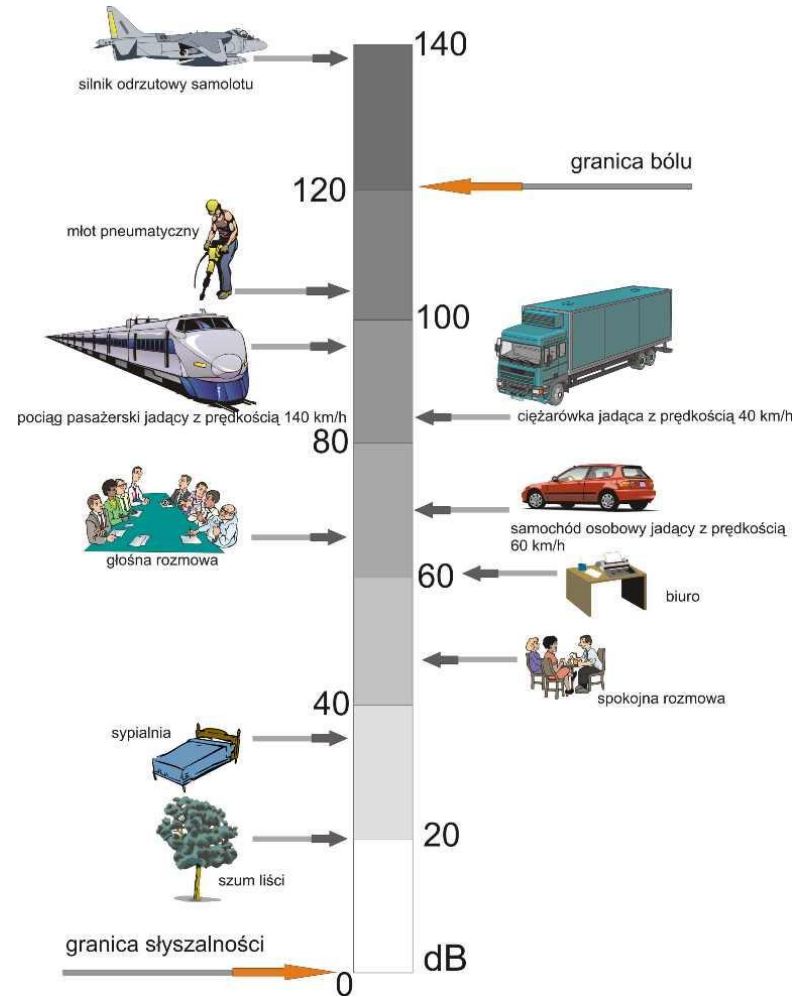 140
silnik odrzutowy samolotu
granica bólu
120
młot pneumatyczny
100
pociąg pasażerski jadący z prędkością 140 km/h
ciężarówka jadąca z prędkością 40 km/h
80
samochód osobowy jadący z prędkością
60 km/h
głośna rozmowa
60
biuro
spokojna rozmowa
40
sypialnia
20
szum liści
granica słyszalności
dB
0